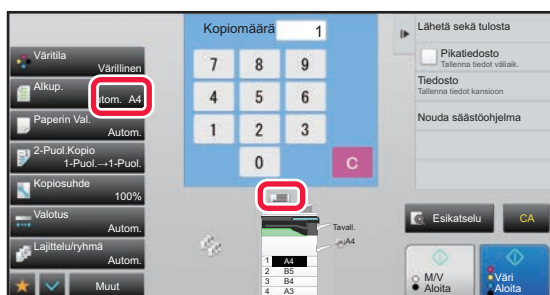 Kopiomäärä 1
Väritila
Värillinen
Alkup.
utom. A4
Paperin Val.
Autom.
2-Puol.Kopio
1-Puol.→1-Puol.
Kopiosuhde
100%
Valotus
Autom.
Lajittelu/ryhmä
Autom.
Muut
7 8 9
4 5 6
1 2 3
0 C
Tavall.
A4
1 A4
2 B5
3 B4
4 A3
Lähetä sekä tulosta
Pikatiedosto
Tallenna tiedot väliaik.
Tiedosto
Tallenna tiedot kansioon
Nouda säästöohjelma
Esikatselu
CA
M/V
Aloita
Väri
Aloita